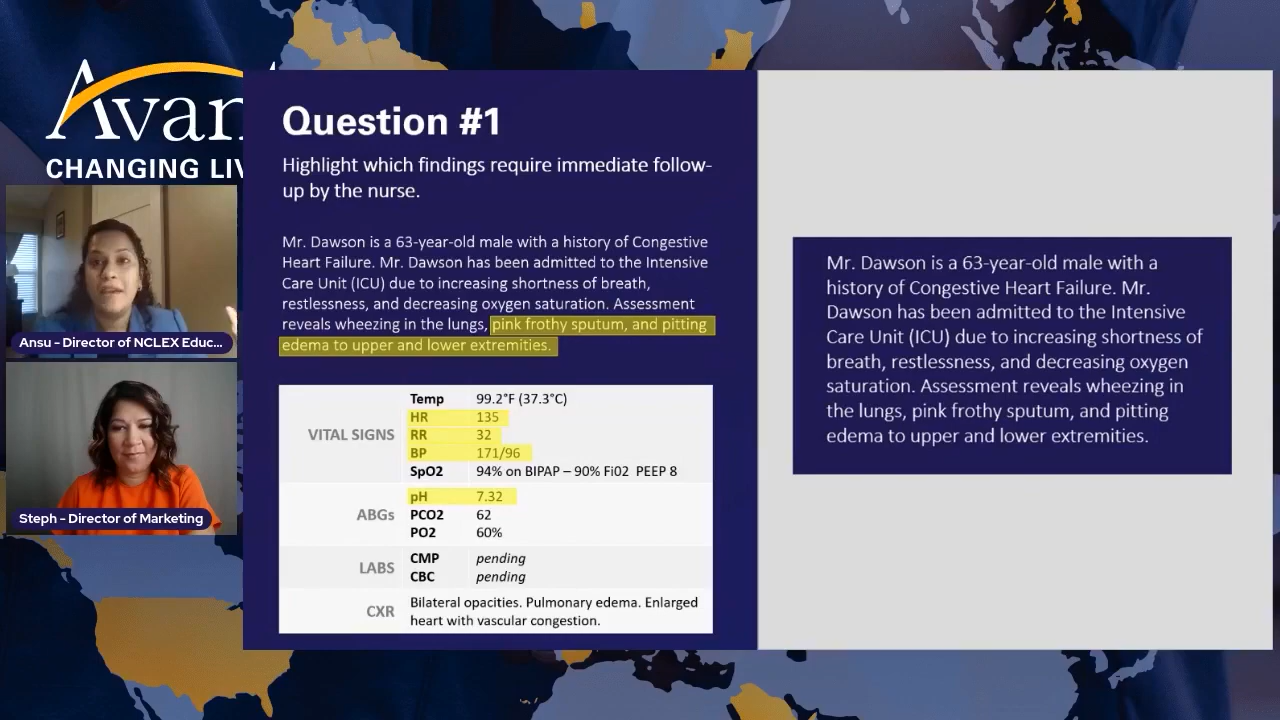 Avan
CHANGING LIV
Ansu – Director of NCLEX Educ...
Steph – Director of Marketing
Question #1
Highlight which findings require immediate follow-
up by the nurse.
Mr. Dawson is a 63-year-old male with a history of Congestive
Heart Failure. Mr. Dawson has been admitted to the Intensive
Care Unit (ICU) due to increasing shortness of breath,
restlessness, and decreasing oxygen saturation. Assessment
reveals wheezing in the lungs, pink frothy sputum, and pitting
edema to upper and lower extremities.
VITAL SIGNS
Temp 99.2°F (37.3°C)
HR 135
RR 32
BP 171/96
SpO2 94% on BIPAP – 90% Fi02 PEEP 8
ABGs
pH 7.32
PCO2 62
PO2 60%
LABS
CMP pending
CBC pending
CXR
Bilateral opacities. Pulmonary edema. Enlarged
heart with vascular congestion.
Mr. Dawson is a 63-year-old male with a
history of Congestive Heart Failure. Mr.
Dawson has been admitted to the Intensive
Care Unit (ICU) due to increasing shortness of
breath, restlessness, and decreasing oxygen
saturation. Assessment reveals wheezing in
the lungs, pink frothy sputum, and pitting
edema to upper and lower extremities.